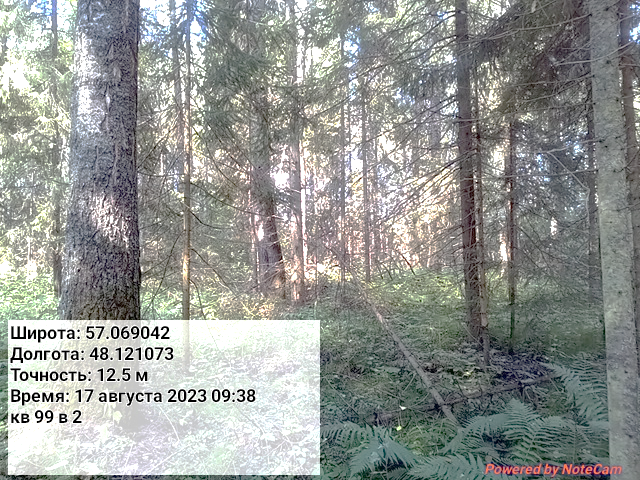 Широта: 57.069042
Долгота: 48.121073
Точность: 12.5 м
Время: 17 августа 2023 09:38
кв 99 в 2
Powered by NoteCam